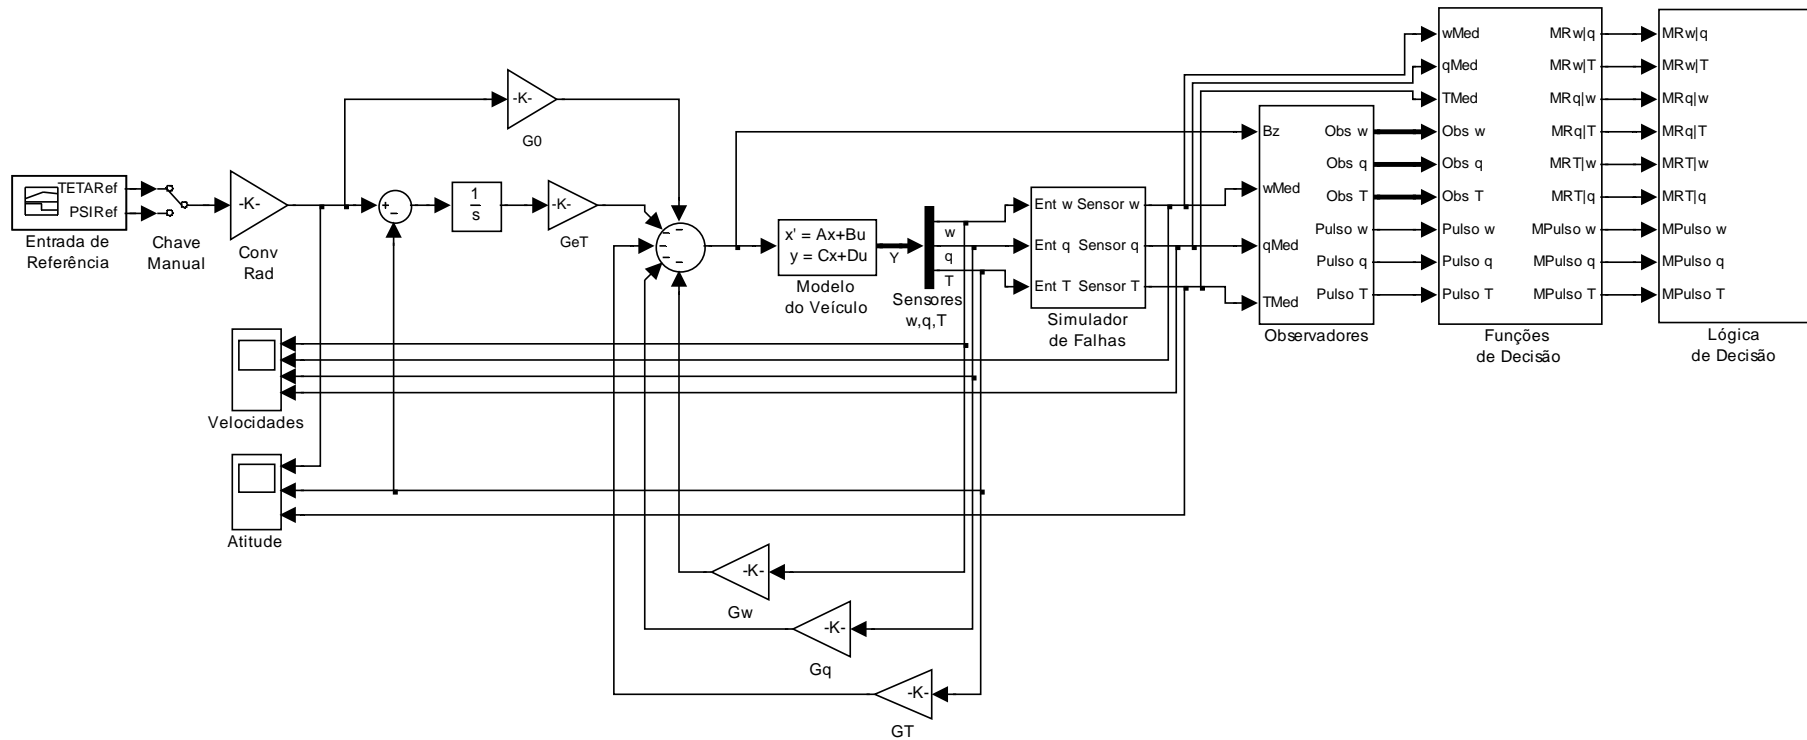 TETARef
PSIRef
Entrada de
Referência
Chave
Manual
-K-
Conv
Rad
-K-
G0
+
−
1
s
-K-
GeT
−
−
−
−
−
x' = Ax+Bu
y = Cx+Du
Modelo
do Veículo
Y
w
q
T
Sensores
w,q,T
Ent w
Sensor w
Ent q
Sensor q
Ent T
Sensor T
Simulador
de Falhas
Bz
wMed
qMed
TMed
Obs w
Obs q
Obs T
Pulso w
Pulso q
Pulso T
Observadores
wMed
qMed
TMed
Obs w
Obs q
Obs T
Pulso w
Pulso q
Pulso T
MRw|q
MRw|T
MRq|w
MRq|T
MRT|w
MRT|q
MPulso w
MPulso q
MPulso T
Funções
de Decisão
MRw|q
MRw|T
MRq|w
MRq|T
MRT|w
MRT|q
MPulso w
MPulso q
MPulso T
Lógica
de Decisão
Velocidades
Atitude
-K-
Gw
-K-
Gq
-K-
GT